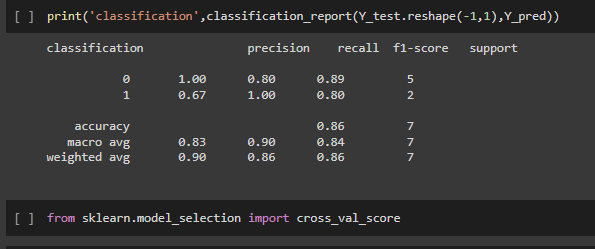 [ ] print('classification',classification_report(Y_test.reshape(-1,1),Y_pred))
classification precision recall f1-score support
0 1.00 0.80 0.89 5
1 0.67 1.00 0.80 2
accuracy 0.86 7
macro avg 0.83 0.90 0.84 7
weighted avg 0.90 0.86 0.86 7
[ ] from sklearn.model_selection import cross_val_score